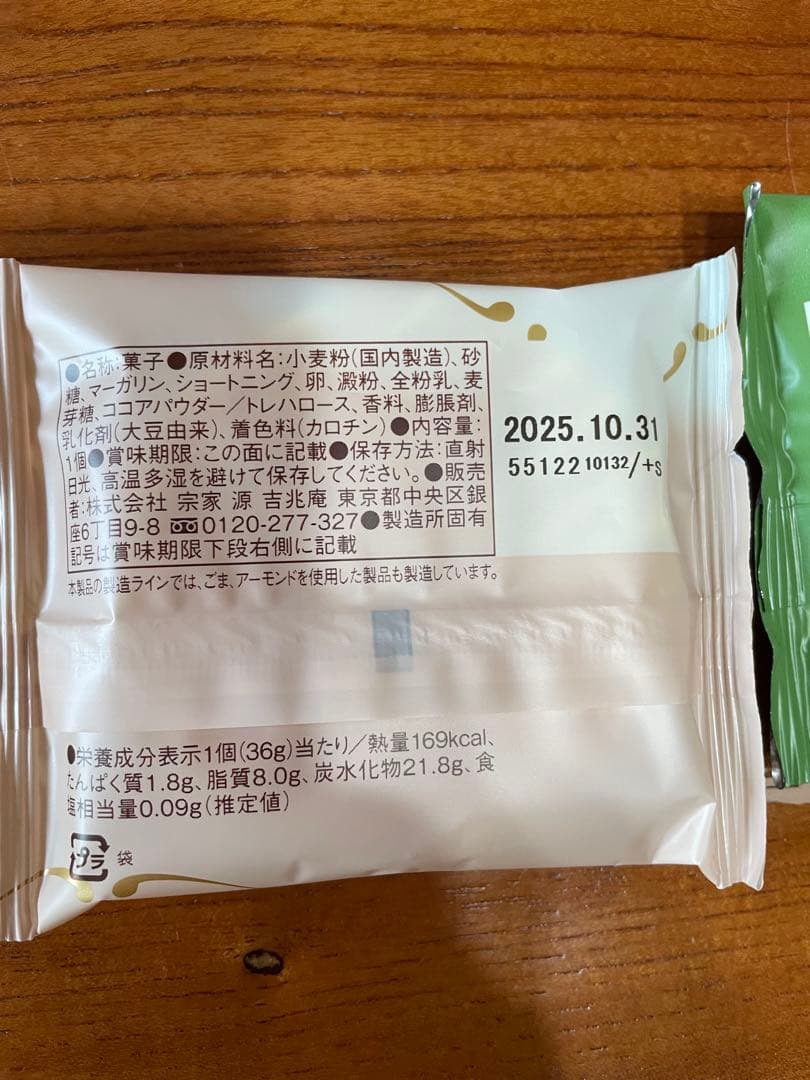 ●名称:菓子●原材料名:小麦粉(国内製造)、砂
糖、マーガリン、ショートニング、卵、澱粉、全粉乳、麦
芽糖、ココアパウダー／トレハロース、香料、膨脹剤、
乳化剤(大豆由来)、着色料(カロチン)●内容量:
1個●賞味期限:この面に記載●保存方法:直射
日光、高温多湿を避けて保存してください。●販売
者:株式会社 宗家 源 吉兆庵 東京都中央区銀
座6丁目9-8 0120-277-327●製造所固有
記号は賞味期限下段右側に記載
本製品の製造ラインでは、ごま、アーモンドを使用した製品も製造しています。
2025.10.31
55122 10132/+S
●栄養成分表示1個(36g)当たり／熱量169kcal、
たんぱく質1.8g、脂質8.0g、炭水化物21.8g、食
塩相当量0.09g(推定値)
プラ 袋